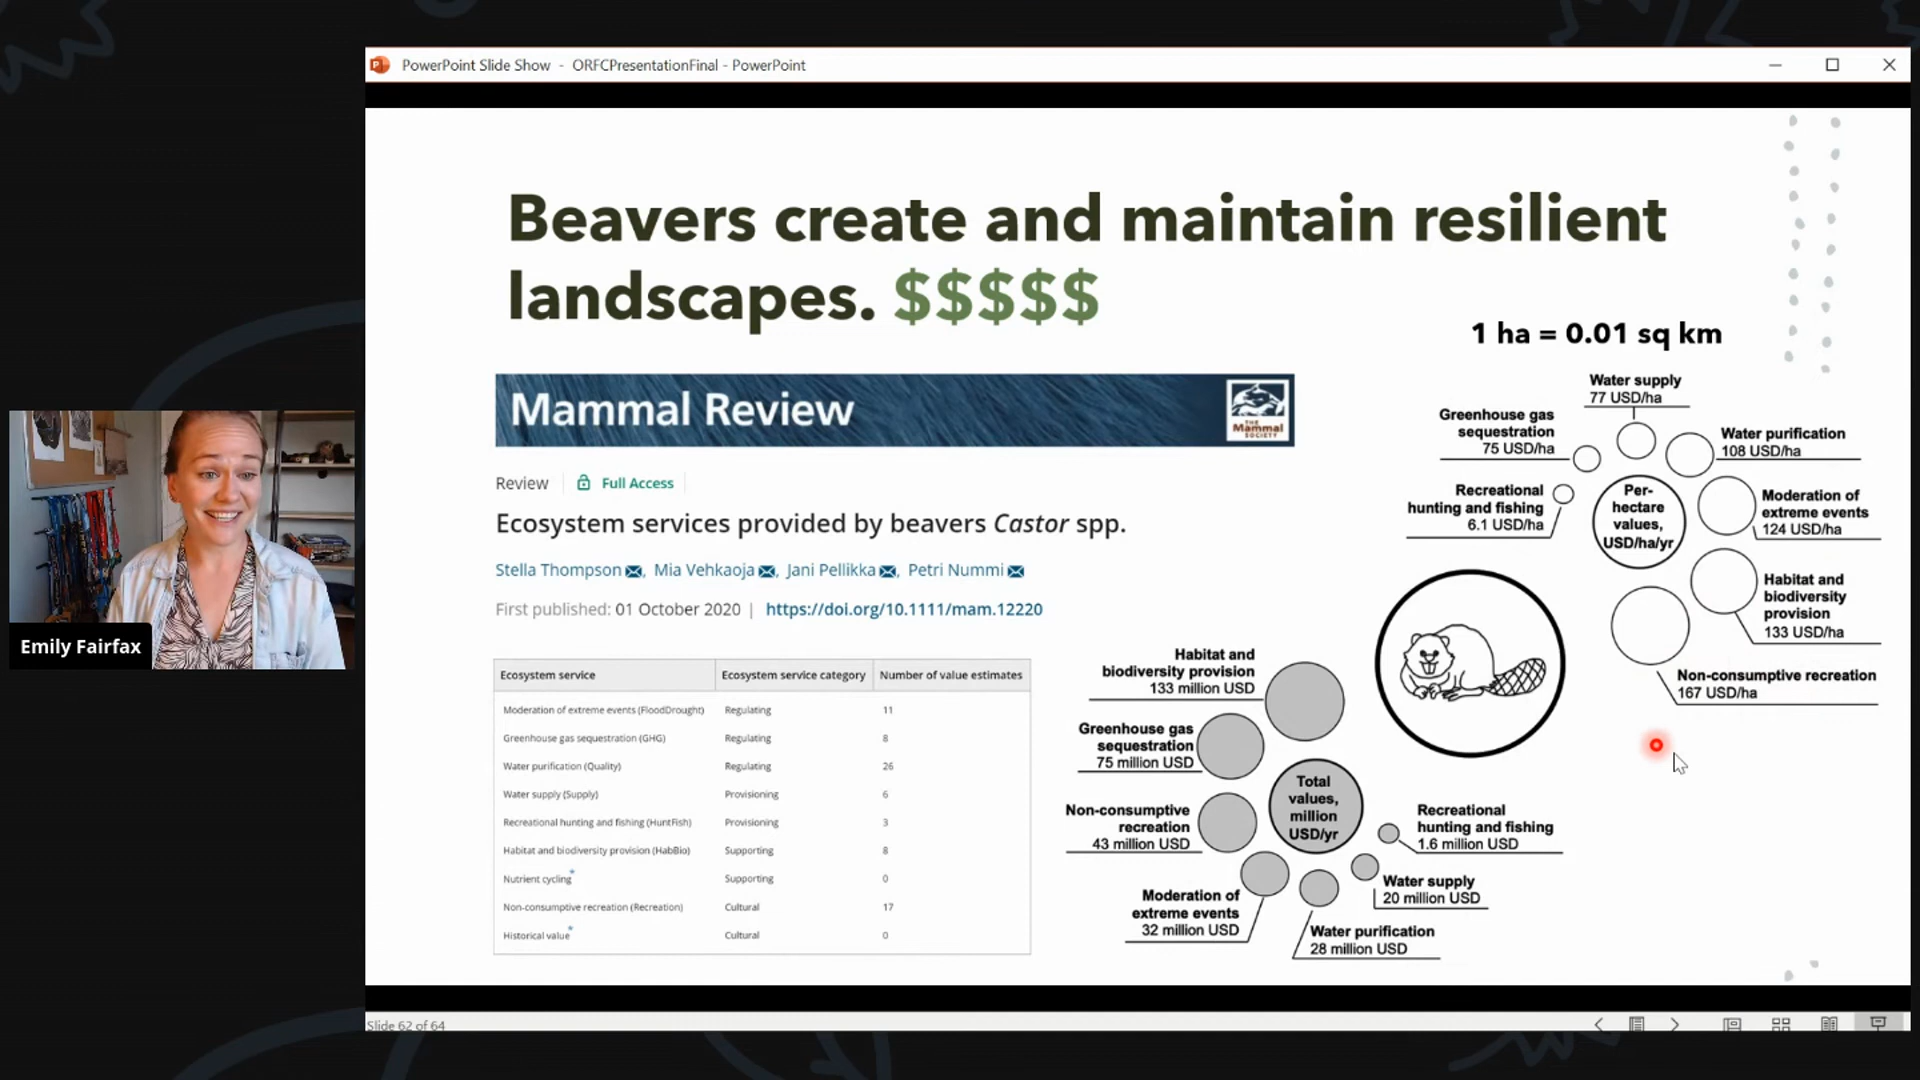 PowerPoint Slide Show - ORFCPresentationFinal - PowerPoint
Beavers create and maintain resilient
landscapes. $$$$$
1 ha = 0.01 sq km
Mammal Review
THE
Mammal
SOCIETY
Review
Full Access
Ecosystem services provided by beavers Castor spp.
Stella Thompson, Mia Vehkaoja, Jani Pellikka, Petri Nummi
First published: 01 October 2020 | https://doi.org/10.1111/mam.12220
Ecosystem service Ecosystem service category Number of value estimates
Moderation of extreme events (FloodDrought) Regulating 11
Greenhouse gas sequestration (GHG) Regulating 8
Water purification (Quality) Regulating 26
Water supply (Supply) Provisioning 6
Recreational hunting and fishing (HuntFish) Provisioning 3
Habitat and biodiversity provision (HabBio) Supporting 8
Nutrient cycling* Supporting 0
Non-consumptive recreation (Recreation) Cultural 17
Historical value* Cultural 0
Water supply
77 USD/ha
Greenhouse gas
sequestration
75 USD/ha
Water purification
108 USD/ha
Recreational
hunting and fishing
6.1 USD/ha
Per-
hectare
values,
USD/ha/yr
Moderation of
extreme events
124 USD/ha
Habitat and
biodiversity
provision
133 USD/ha
Non-consumptive recreation
167 USD/ha
Habitat and
biodiversity provision
133 million USD
Greenhouse gas
sequestration
75 million USD
Non-consumptive
recreation
43 million USD
Total
values,
million
USD/yr
Recreational
hunting and fishing
1.6 million USD
Water supply
20 million USD
Moderation of
extreme events
32 million USD
Water purification
28 million USD
Emily Fairfax
Slide 62 of 64